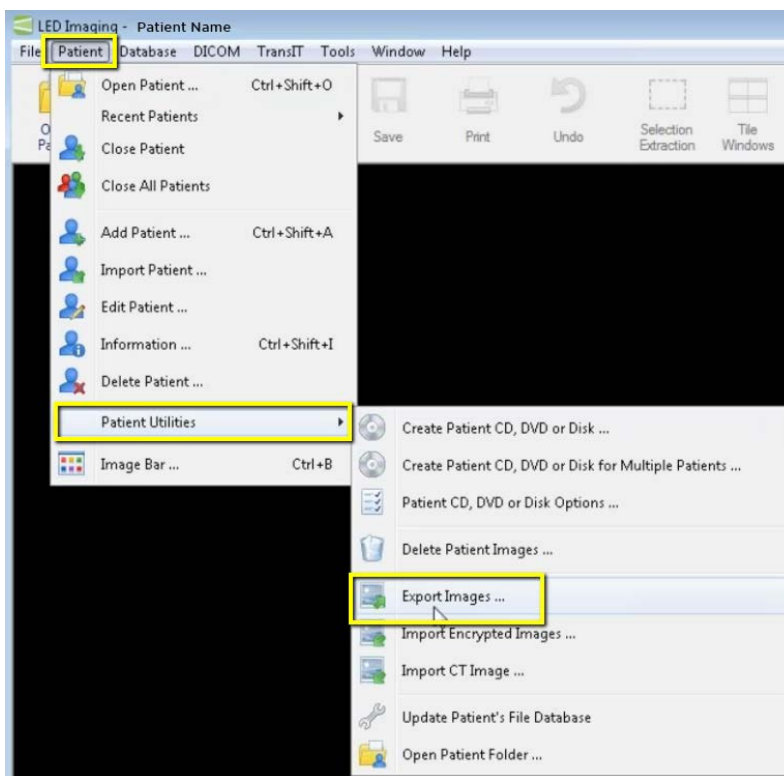 LED Imaging - Patient Name
File Patient Database DICOM TransIT Tools Window Help
Open Patient ... Ctrl+Shift+O
Recent Patients
Close Patient
Close All Patients
Add Patient ... Ctrl+Shift+A
Import Patient ...
Edit Patient ...
Information ... Ctrl+Shift+I
Delete Patient ...
Patient Utilities
Image Bar ... Ctrl+B
O
Pa
Save
Print
Undo
Selection
Extraction
Tile
Windows
Create Patient CD, DVD or Disk ...
Create Patient CD, DVD or Disk for Multiple Patients ...
Patient CD, DVD or Disk Options ...
Delete Patient Images ...
Export Images ...
Import Encrypted Images ...
Import CT Image ...
Update Patient's File Database
Open Patient Folder ...